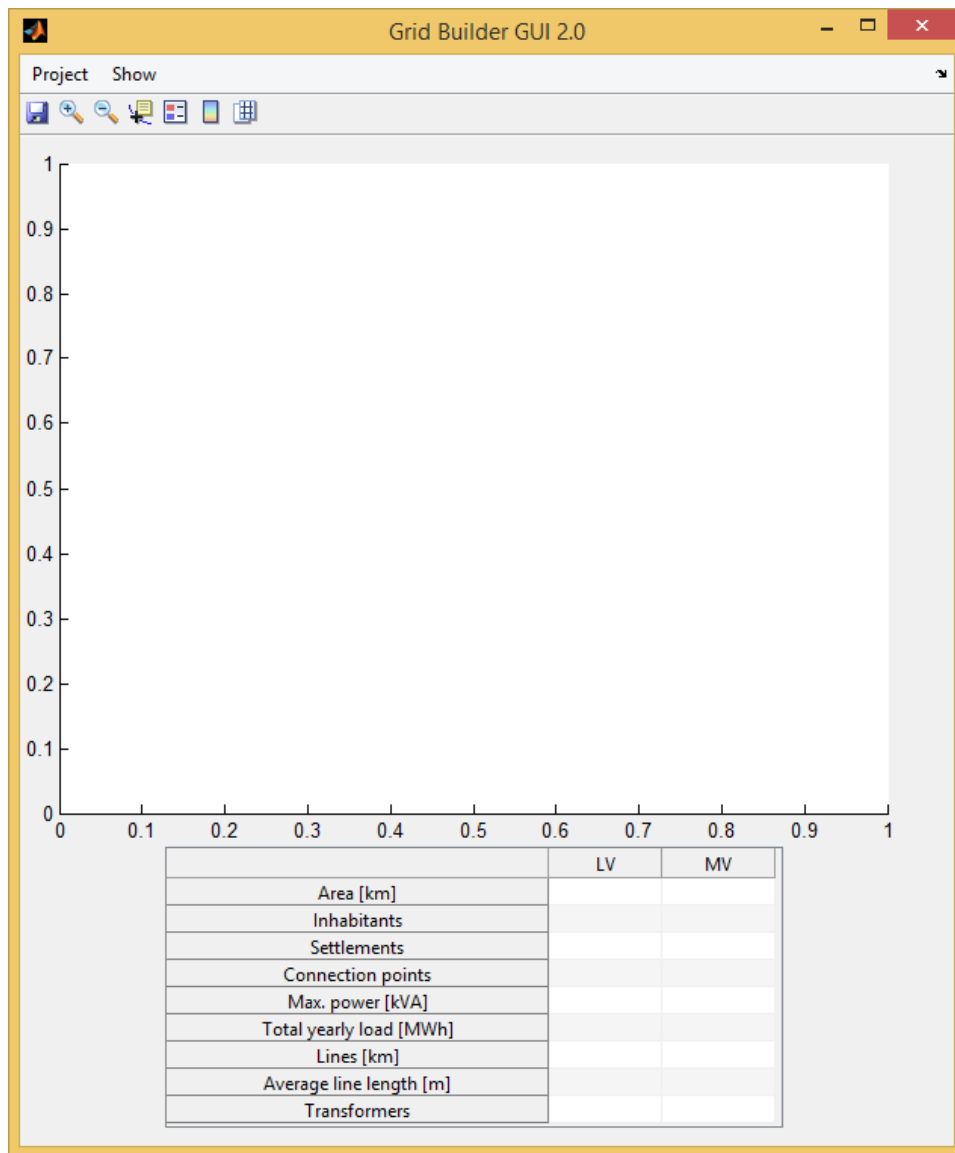 Grid Builder GUI 2.0
Project Show
1
0.9
0.8
0.7
0.6
0.5
0.4
0.3
0.2
0.1
0
0 0.1 0.2 0.3 0.4 0.5 0.6 0.7 0.8 0.9 1
LV MV
Area [km]
Inhabitants
Settlements
Connection points
Max. power [kVA]
Total yearly load [MWh]
Lines [km]
Average line length [m]
Transformers